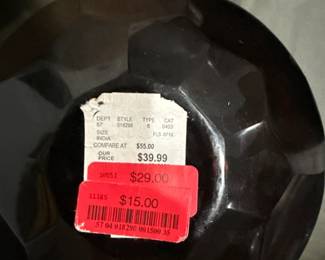 DEPT STYLE TYPE CAT
57 018280 6 0403
SIZE
INDIA
COMPARE AT $55.00
OUR PRICE $39.99
$29.00
$15.00